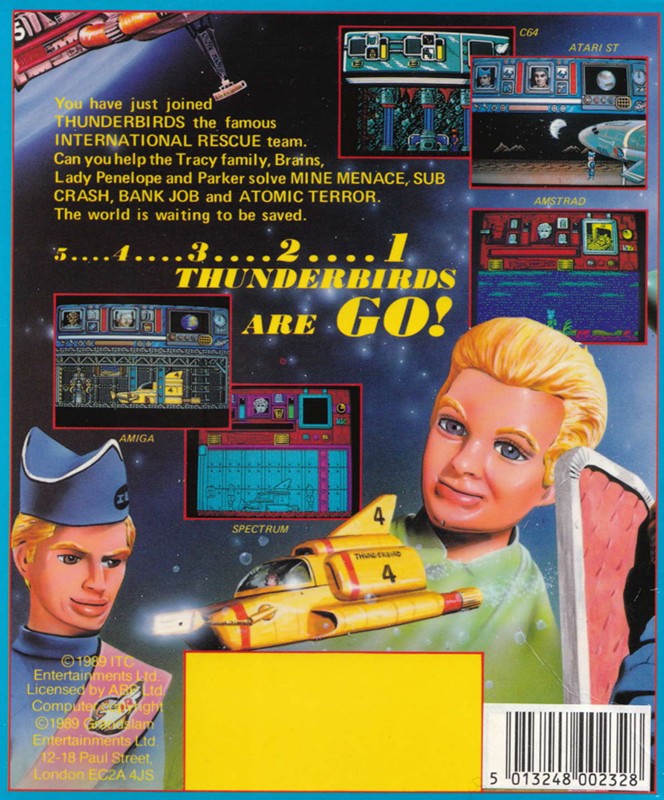 C64
ATARI ST
You have just joined
THUNDERBIRDS the famous
INTERNATIONAL RESCUE team.
Can you help the Tracy family, Brains,
Lady Penelope and Parker solve MINE MENACE, SUB
CRASH, BANK JOB and ATOMIC TERROR.
The world is waiting to be saved.
AMSTRAD
5....4....3....2....1
THUNDERBIRDS
ARE GO!
AMIGA
SPECTRUM
4
THUNDERBIRD
4
©1989 ITC
Entertainments Ltd.
Licensed by ABP Ltd.
Computer Copyright
©1989 Grandslam
Entertainments Ltd.
12-18 Paul Street,
London EC2A 4JS
5 013248 002328